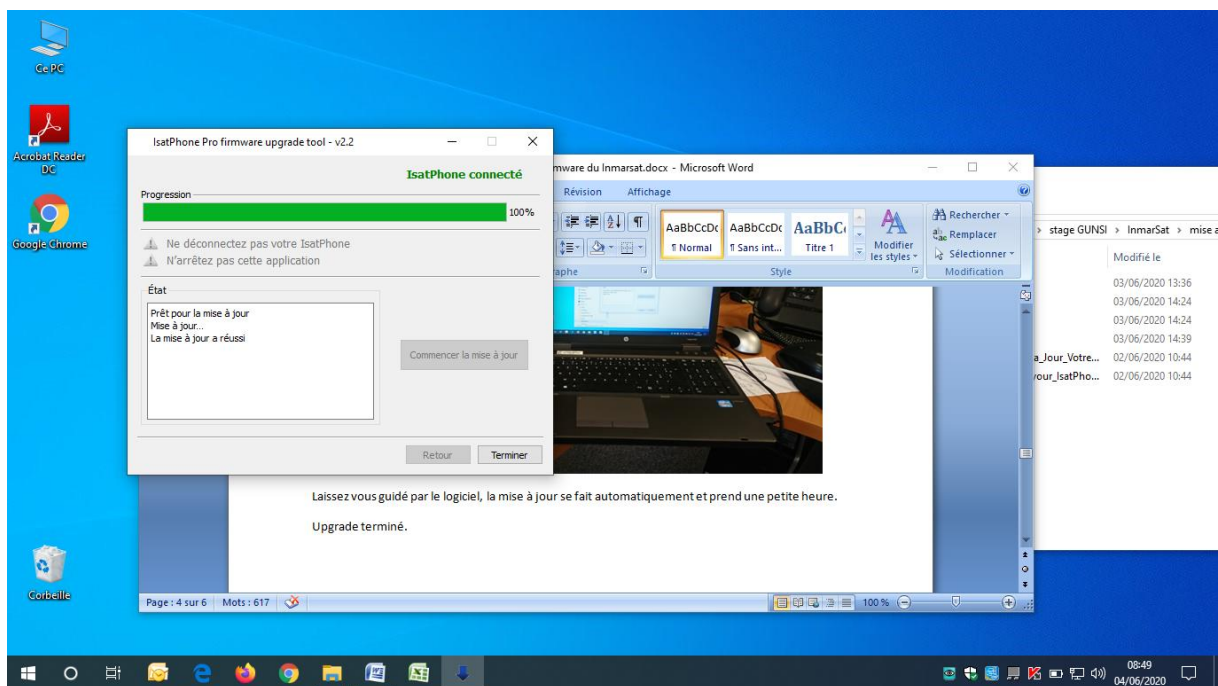 Ce PC
Acrobat Reader
DC
Google Chrome
Corbeille
IsatPhone Pro firmware upgrade tool - v2.2
IsatPhone connecté
Progression
100%
Ne déconnectez pas votre IsatPhone
N'arrêtez pas cette application
État
Prêt pour la mise à jour
Mise à jour...
La mise à jour a réussi
Commencer la mise à jour
Retour
Terminer
mware du Inmarsat.docx - Microsoft Word
Révision Affichage
AaBbCcDc AaBbCcDc AaBbC
¶ Normal ¶ Sans int... Titre 1
Modifier
les styles
Rechercher
Remplacer
Sélectionner
aphe Style Modification
Laissez vous guidé par le logiciel, la mise à jour se fait automatiquement et prend une petite heure.
Upgrade terminé.
Page : 4 sur 6 Mots : 617
100 %
stage GUNSI > InmarSat > mise a
Modifié le
03/06/2020 13:36
03/06/2020 14:24
03/06/2020 14:24
03/06/2020 14:39
a_Jour_Votre... 02/06/2020 10:44
your_IsatPho... 02/06/2020 10:44
08:49
04/06/2020